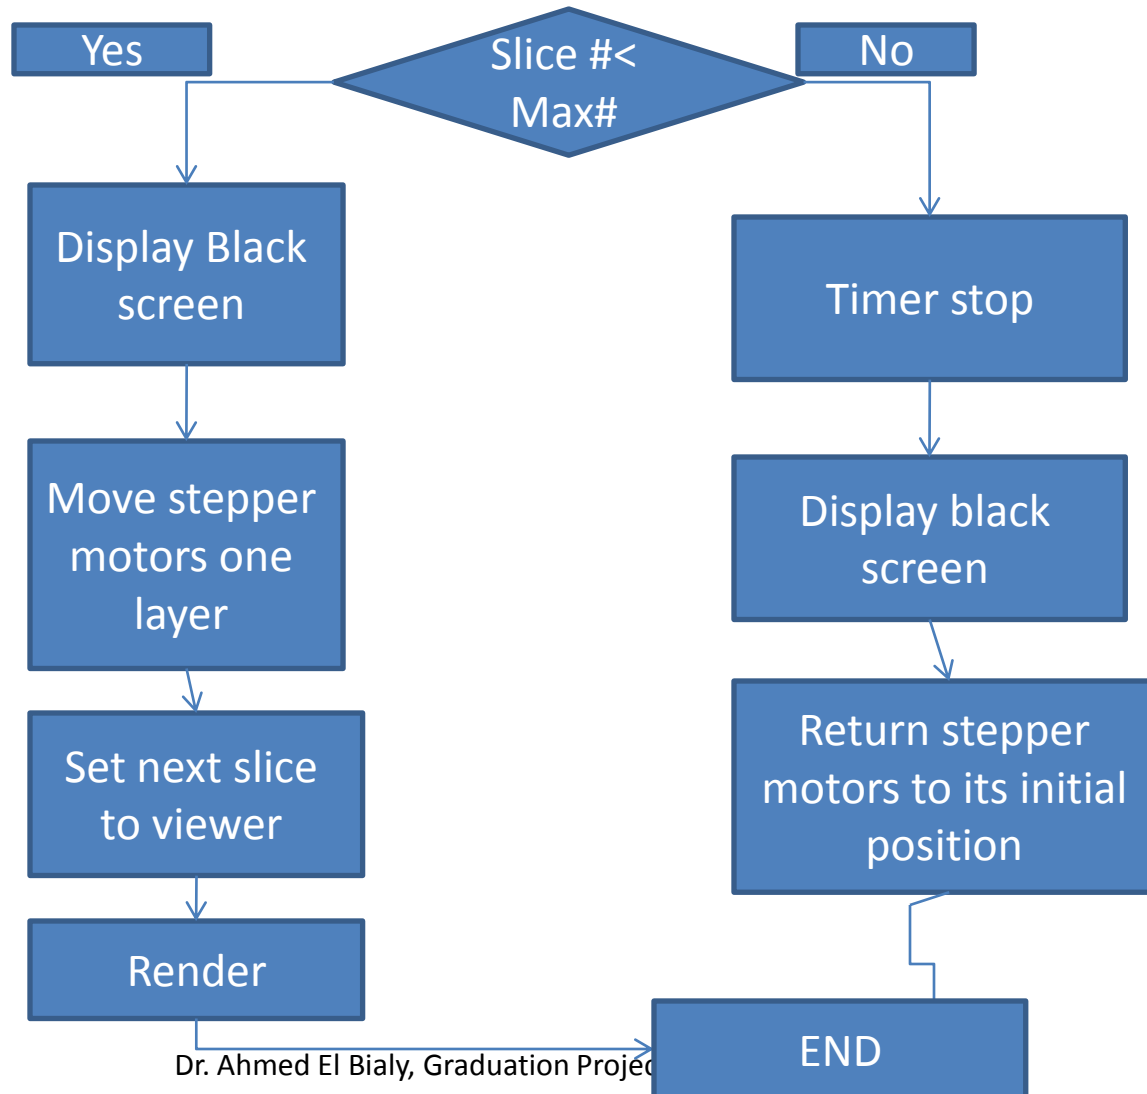 Yes
Slice #<
Max#
No
Display Black
screen
Timer stop
Move stepper
motors one
layer
Display black
screen
Set next slice
to viewer
Return stepper
motors to its initial
position
Render
END
Dr. Ahmed El Bialy, Graduation